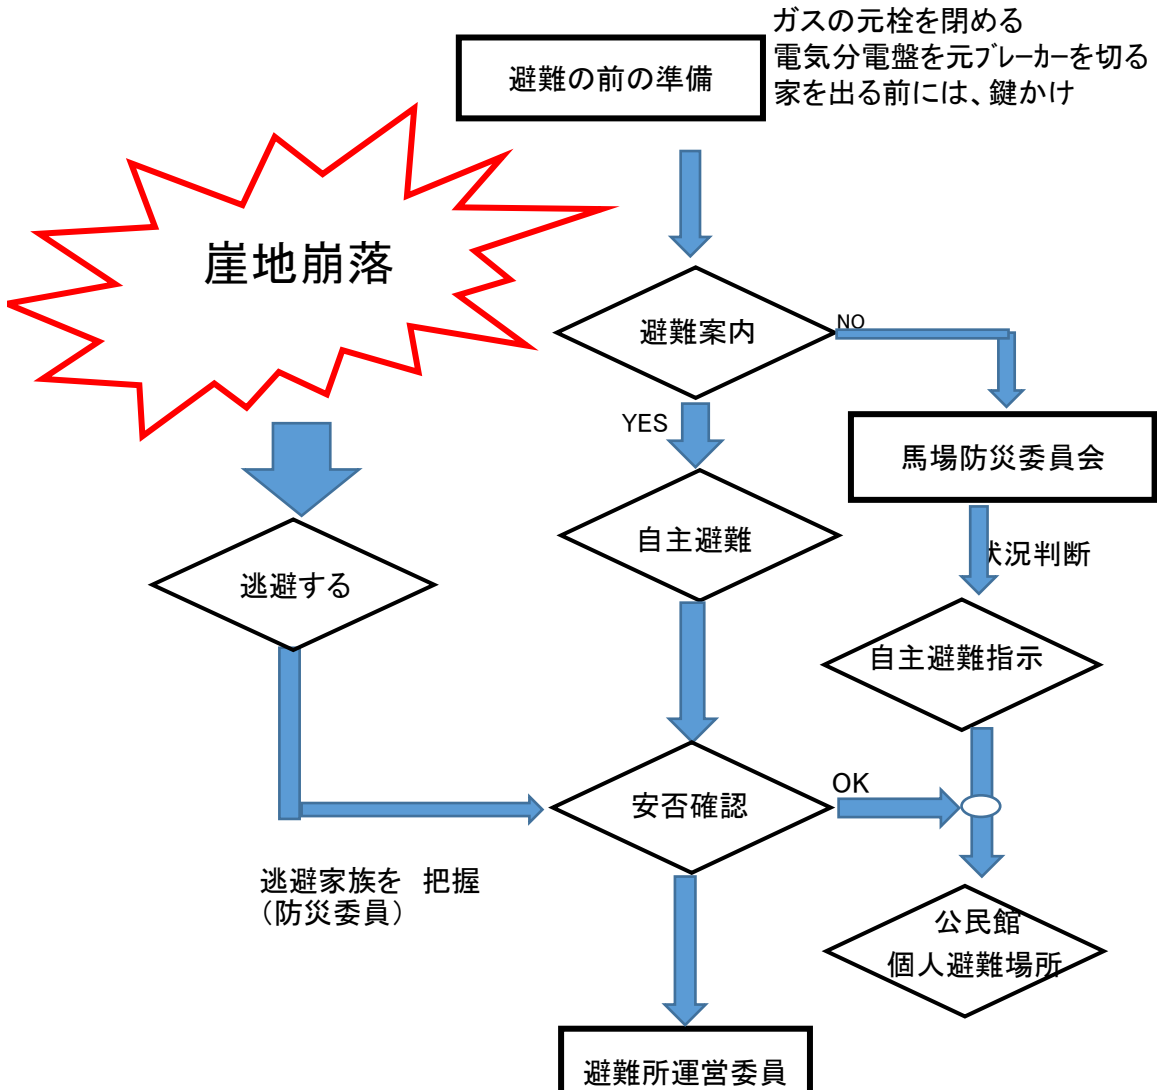 ガスの元栓を閉める
電気分電盤を元ブレーカーを切る
家を出る前には、鍵かけ
避難の前の準備
崖地崩落
避難案内
NO
YES
馬場防災委員会
自主避難
状況判断
逃避する
自主避難指示
安否確認
OK
逃避家族を　把握
（防災委員）
公民館
個人避難場所
避難所運営委員